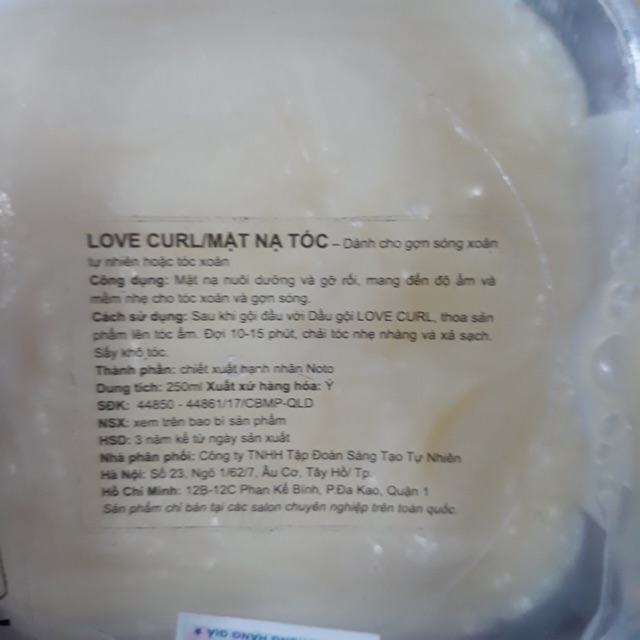 LOVE CURL/MẶT NẠ TÓC – Dành cho gợn sóng xoăn
tự nhiên hoặc tóc xoăn
Công dụng: Mặt nạ nuôi dưỡng và gỡ rối, mang đến độ ẩm và
mềm nhẹ cho tóc xoăn và gợn sóng.
Cách sử dụng: Sau khi gội đầu với Dầu gội LOVE CURL, thoa sản
phẩm lên tóc ẩm. Đợi 10-15 phút, chải tóc nhẹ nhàng và xả sạch.
Sấy khô tóc.
Thành phần: chiết xuất hạnh nhân Noto
Dung tích: 250ml Xuất xứ hàng hóa: Ý
SĐK: 44850 - 44861/17/CBMP-QLD
NSX: xem trên bao bì sản phẩm
HSD: 3 năm kể từ ngày sản xuất
Nhà phân phối: Công ty TNHH Tập Đoàn Sáng Tạo Tự Nhiên
Hà Nội: Số 23, Ngõ 1/62/7, Âu Cơ, Tây Hồ/ Tp.
Hồ Chí Minh: 12B-12C Phan Kế Bính, P.Đa Kao, Quận 1
Sản phẩm chỉ bán tại các salon chuyên nghiệp trên toàn quốc.